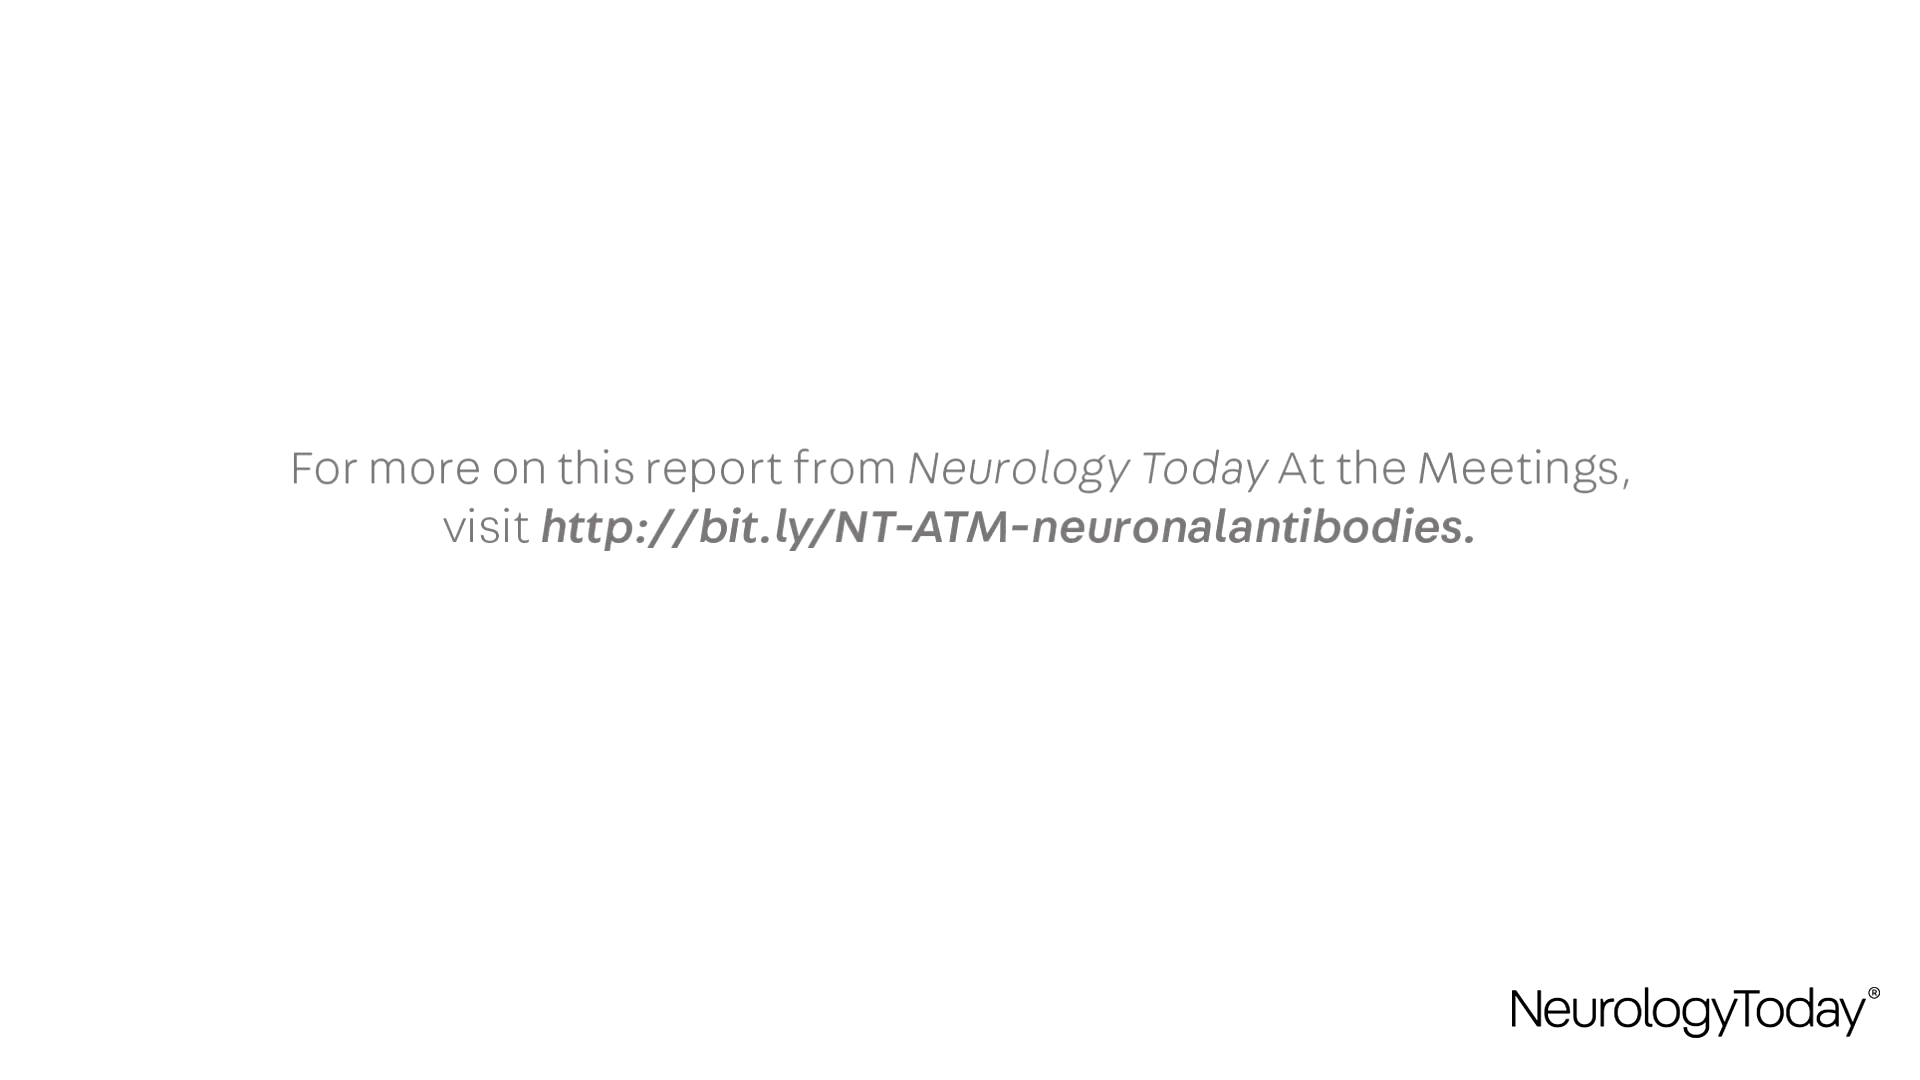 For more on this report from Neurology Today At the Meetings,
visit http://bit.ly/NT-ATM-neuronalantibodies.
NeurologyToday®